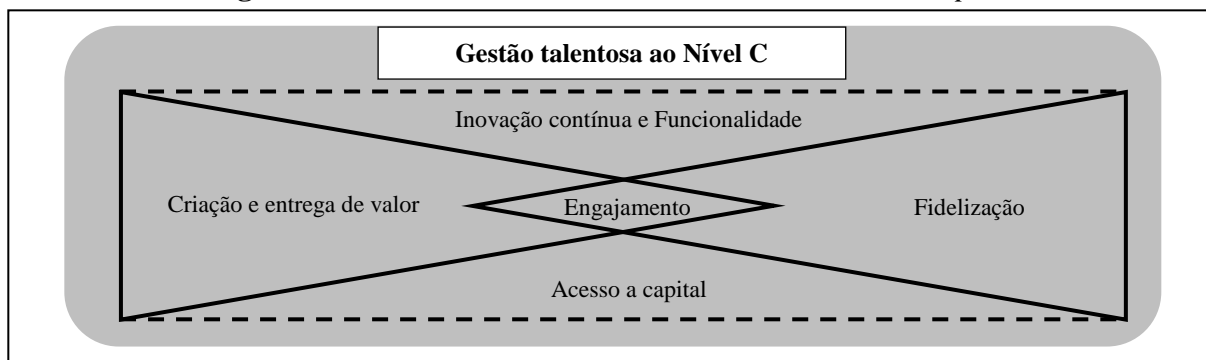 Gestão talentosa ao Nível C
Inovação contínua e Funcionalidade
Criação e entrega de valor
Engajamento
Fidelização
Acesso a capital